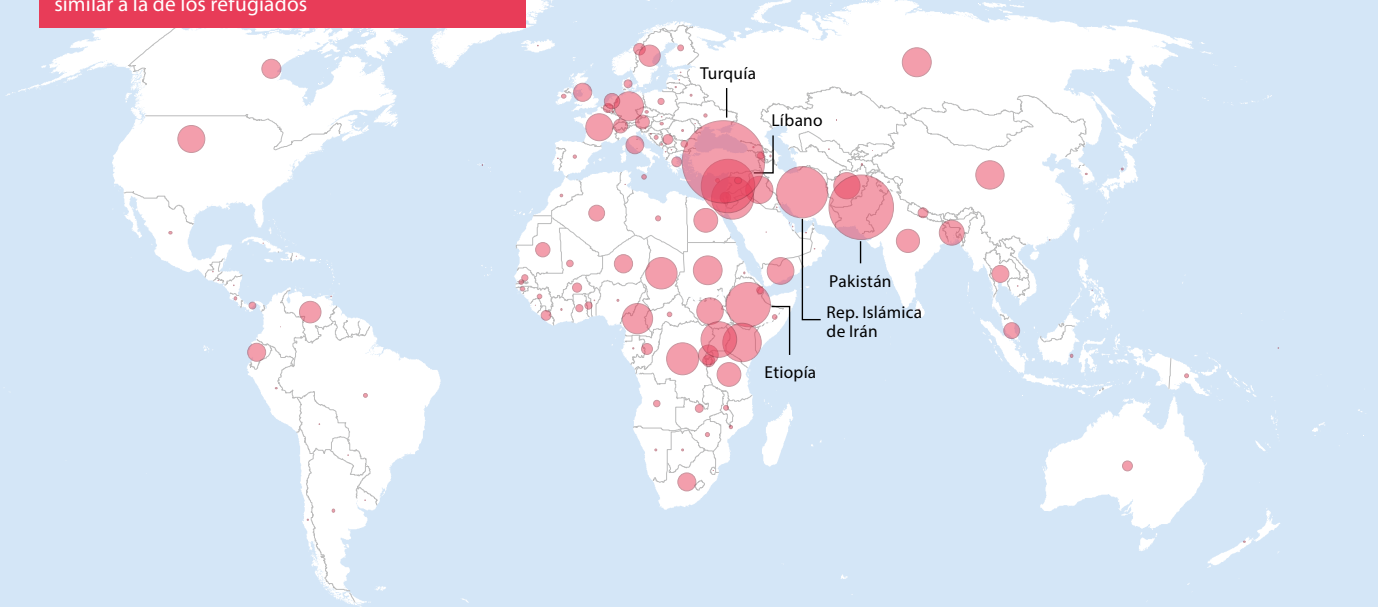 similar a la de los refugiados
Turquía
Líbano
Pakistán
Rep. Islámica
de Irán
Etiopía